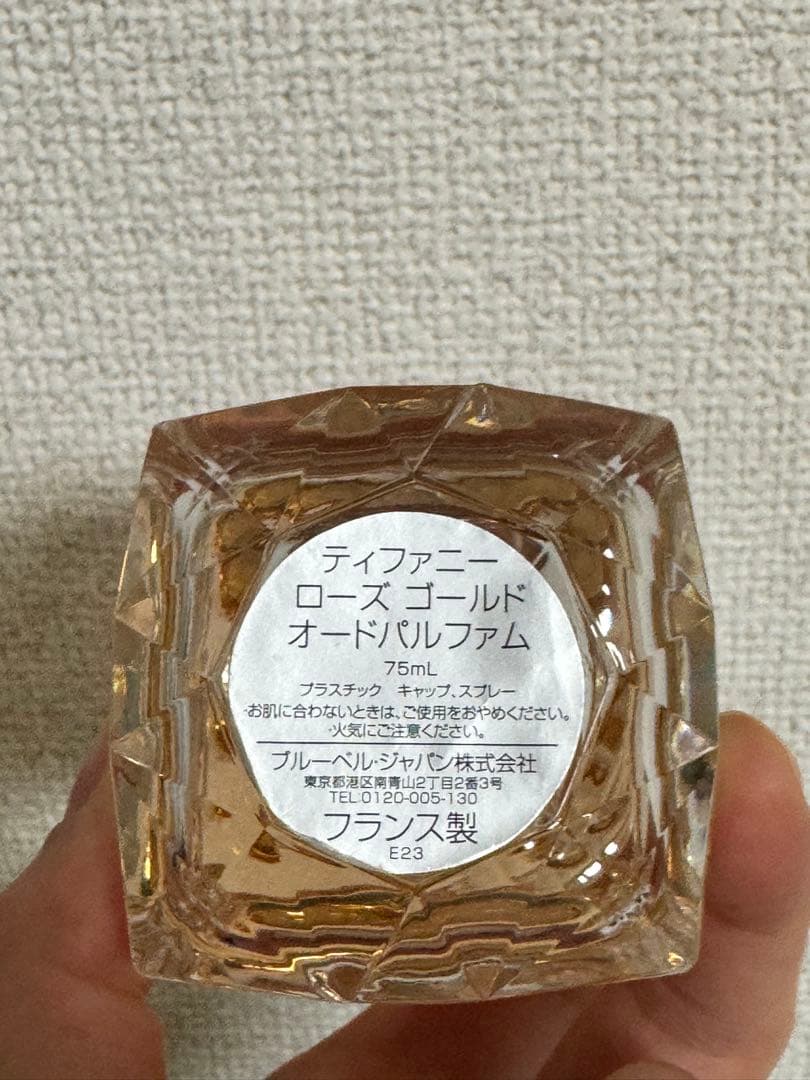 ティファニー
ローズ ゴールド
オードパルファム
75mL
プラスチック　キャップ、スプレー
・お肌に合わないときは、ご使用をおやめください。
・火気にご注意ください。
ブルーベル・ジャパン株式会社
東京都港区南青山2丁目2番3号
TEL:0120-005-130
フランス製
E23